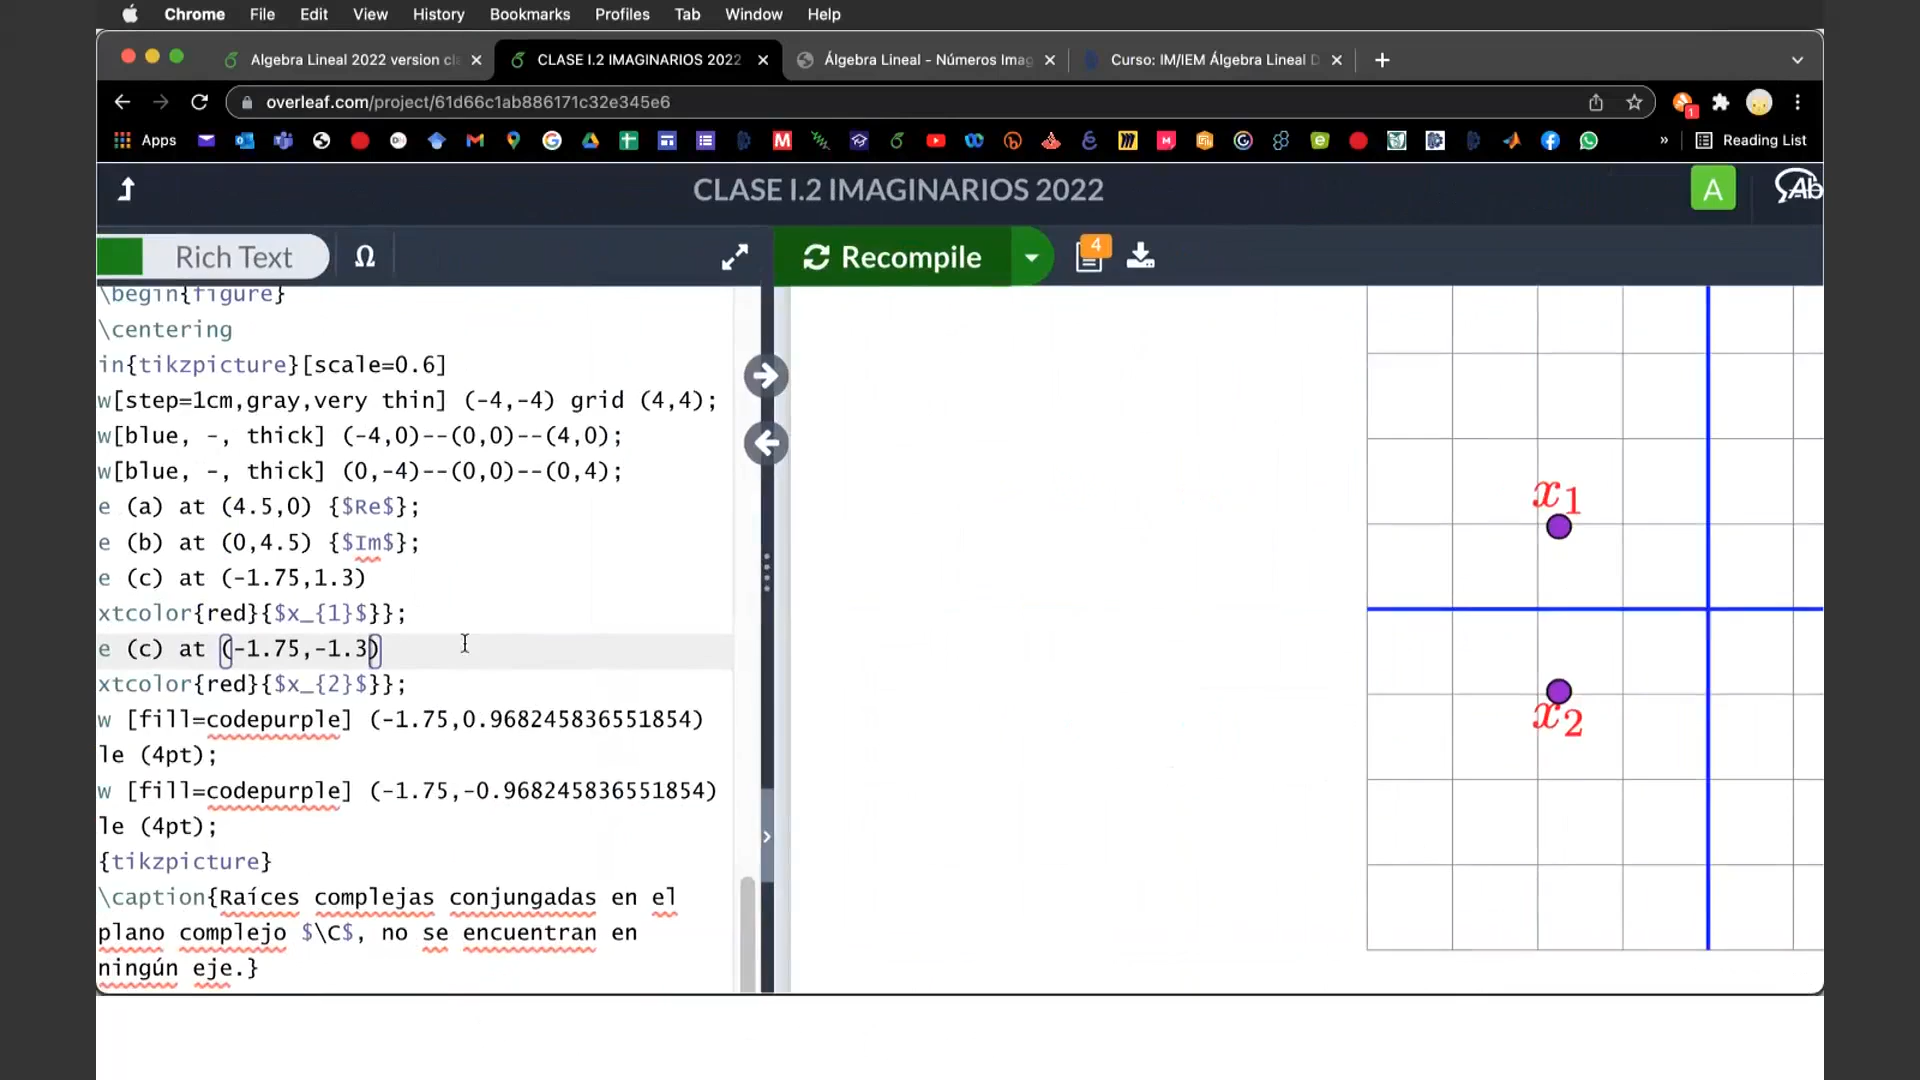 Chrome File Edit View History Bookmarks Profiles Tab Window Help
Algebra Lineal 2022 version cl
CLASE I.2 IMAGINARIOS 2022
Álgebra Lineal - Números Imag
Curso: IM/IEM Álgebra Lineal D
overleaf.com/project/61d66c1ab886171c32e345e6
1
Apps
» Reading List
CLASE I.2 IMAGINARIOS 2022
A
Ab
Rich Text Ω
Recompile
4
\begin{figure}
\centering
in{tikzpicture}[scale=0.6]
w[step=1cm,gray,very thin] (-4,-4) grid (4,4);
w[blue, -, thick] (-4,0)--(0,0)--(4,0);
w[blue, -, thick] (0,-4)--(0,0)--(0,4);
e (a) at (4.5,0) {$Re$};
e (b) at (0,4.5) {$Im$};
e (c) at (-1.75,1.3)
xtcolor{red}{$x_{1}$}};
e (c) at (-1.75,-1.3)
xtcolor{red}{$x_{2}$}};
w [fill=codepurple] (-1.75,0.968245836551854)
le (4pt);
w [fill=codepurple] (-1.75,-0.968245836551854)
le (4pt);
{tikzpicture}
\caption{Raíces complejas conjungadas en el
plano complejo $\C$, no se encuentran en
ningún eje.}
x1
x2